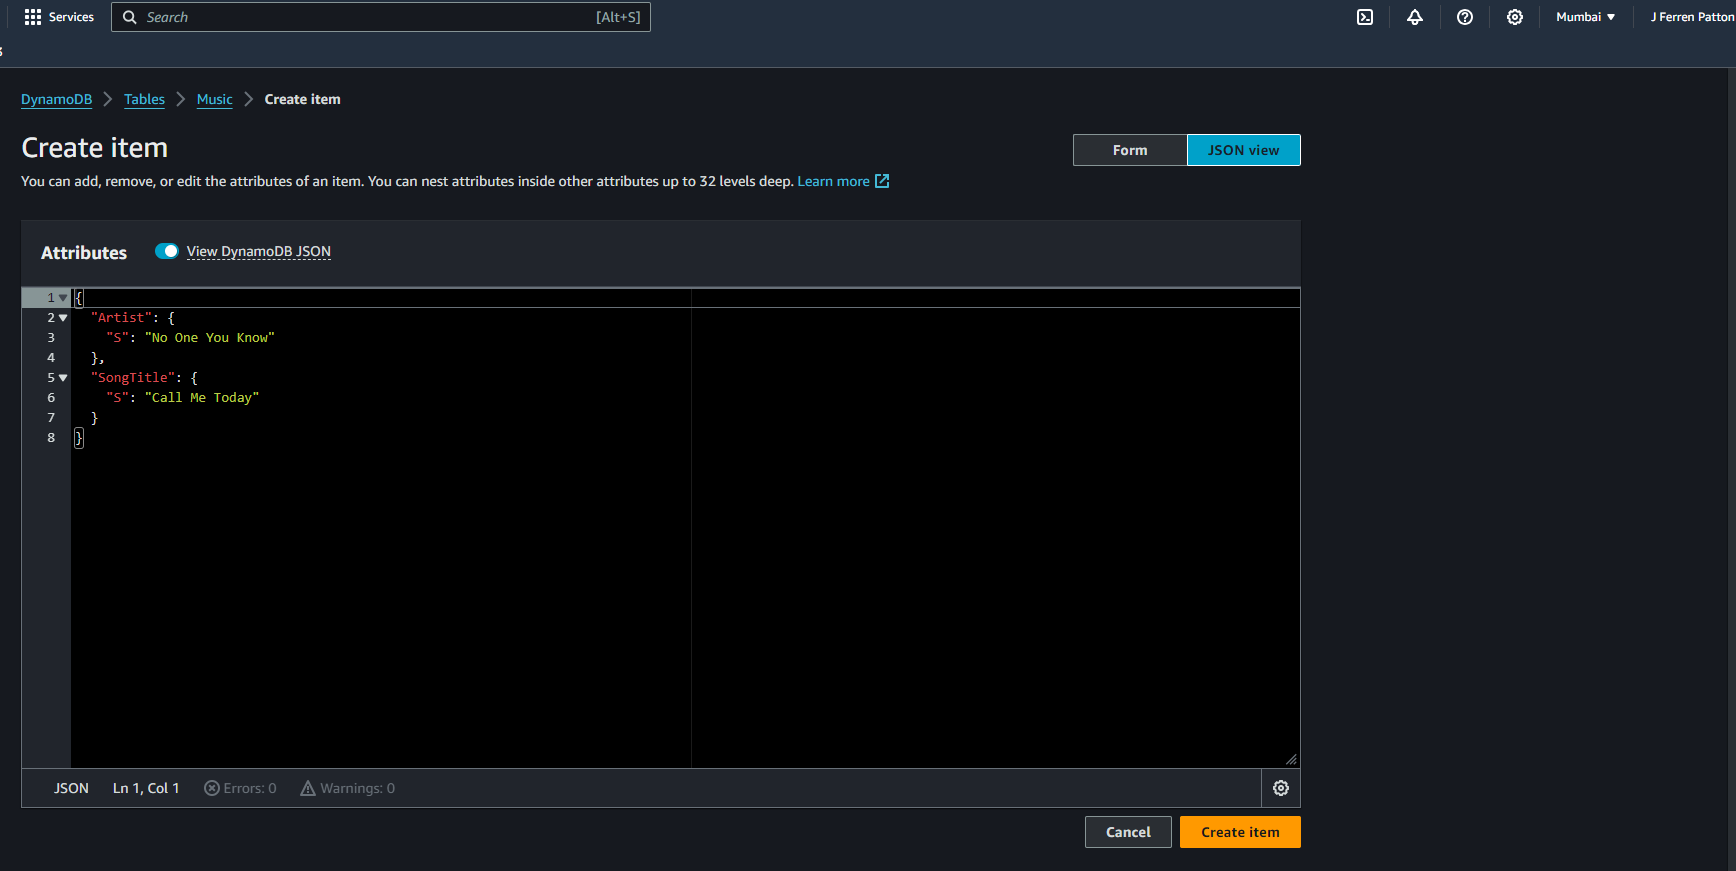 Services
Search [Alt+S]
Mumbai ▼
J Ferren Patton
DynamoDB > Tables > Music > Create item
Create item
Form
JSON view
You can add, remove, or edit the attributes of an item. You can nest attributes inside other attributes up to 32 levels deep. Learn more
Attributes
View DynamoDB JSON
1 {
2 "Artist": {
3 "S": "No One You Know"
4 },
5 "SongTitle": {
6 "S": "Call Me Today"
7 }
8 }
JSON Ln 1, Col 1 Errors: 0 Warnings: 0
Cancel
Create item